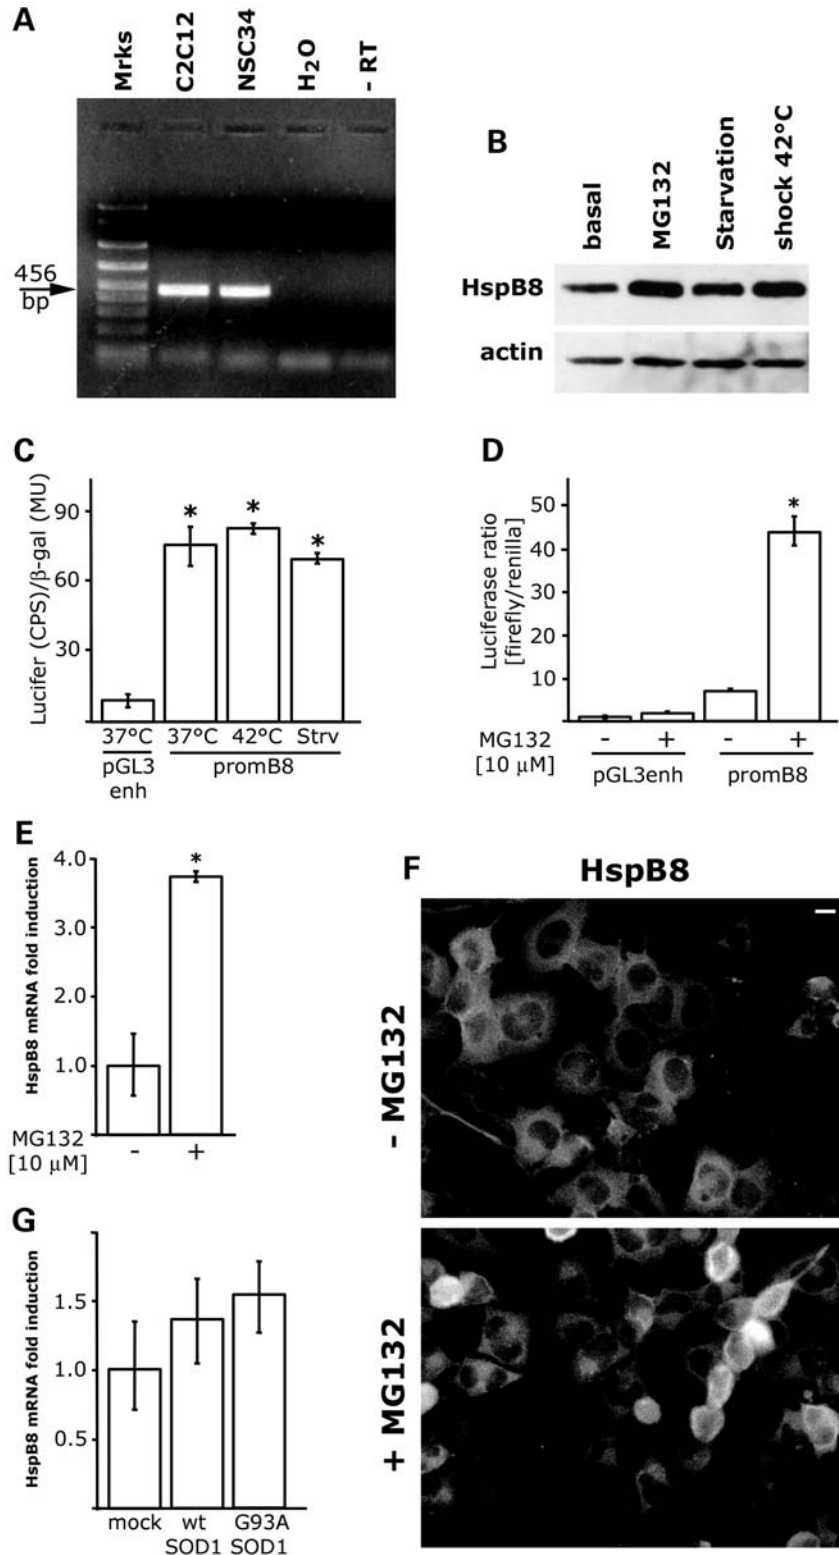 A
Mrks
C2C12
NSC34
H₂O
- RT
456
bp
B
basal
MG132
Starvation
shock 42°C
HspB8
actin
C
Lucifer (CPS)/β-gal (MU)
90
60
30
*
*
*
37°C 37°C 42°C Strv
pGL3 promB8
enh
D
Luciferase ratio
[firefly/renilla]
50
40
30
20
10
*
MG132 - + - +
[10 μM] pGL3enh promB8
E
HspB8 mRNA fold induction
4.0
3.0
2.0
1.0
*
MG132 - +
[10 μM]
F
HspB8
- MG132
+ MG132
G
HspB8 mRNA fold induction
1.5
1.0
0.5
mock wt G93A
SOD1 SOD1